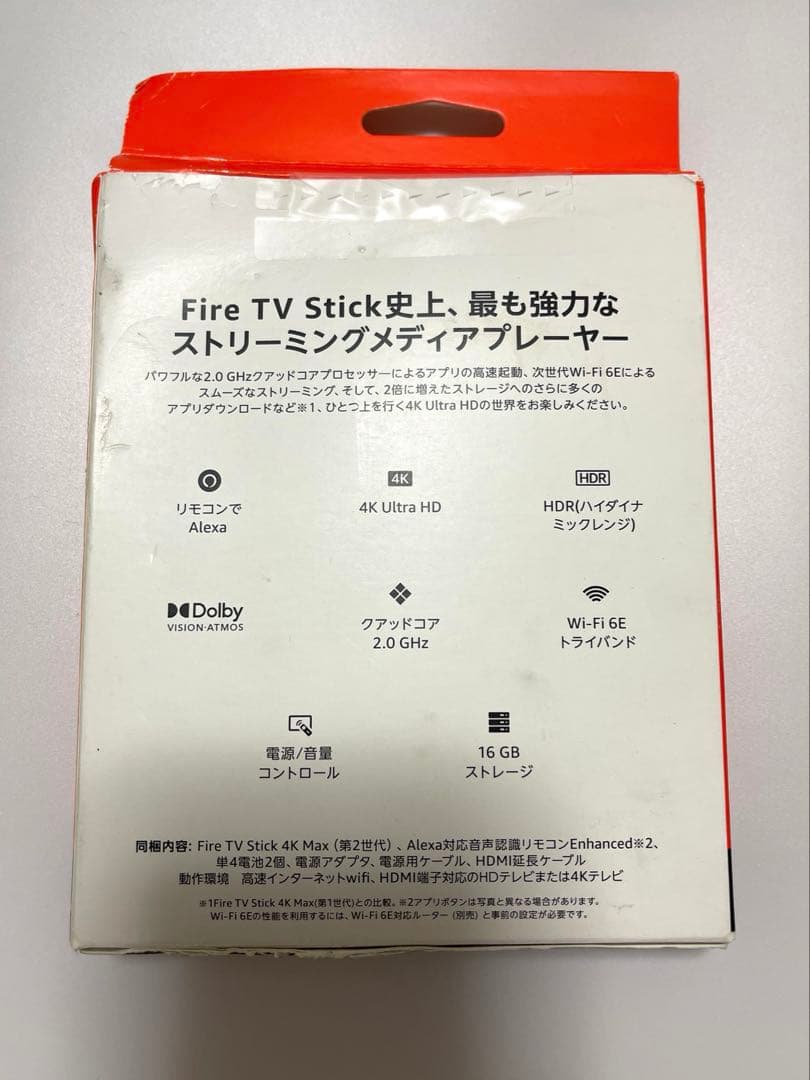 Fire TV Stick史上、最も強力な
ストリーミングメディアプレーヤー
パワフルな2.0 GHzクアッドコアプロセッサーによるアプリの高速起動、次世代Wi-Fi 6Eによる
スムーズなストリーミング、そして、2倍に増えたストレージへのさらに多くの
アプリダウンロードなど※1、ひとつ上を行く4K Ultra HDの世界をお楽しみください。
リモコンで
Alexa
4K
4K Ultra HD
HDR
HDR(ハイダイナ
ミックレンジ)
Dolby
VISION·ATMOS
クアッドコア
2.0 GHz
Wi-Fi 6E
トライバンド
電源/音量
コントロール
16 GB
ストレージ
同梱内容: Fire TV Stick 4K Max（第2世代）、Alexa対応音声認識リモコンEnhanced※2、
単4電池2個、電源アダプタ、電源用ケーブル、HDMI延長ケーブル
動作環境　高速インターネットwifi、HDMI端子対応のHDテレビまたは4Kテレビ
※1Fire TV Stick 4K Max(第1世代)との比較。※2アプリボタンは写真と異なる場合があります。
Wi-Fi 6Eの性能を利用するには、Wi-Fi 6E対応ルーター（別売）と事前の設定が必要です。